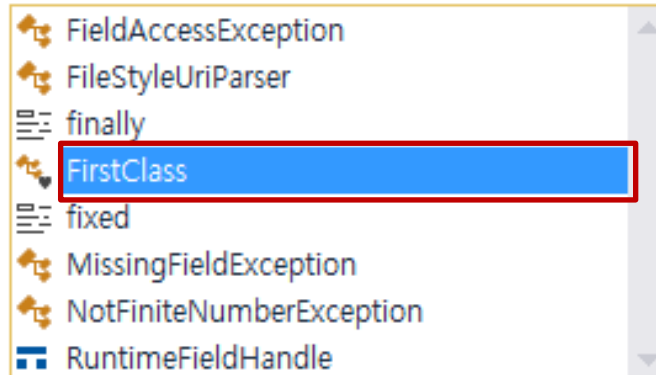 FieldAccessException
FileStyleUriParser
finally
FirstClass
fixed
MissingFieldException
NotFiniteNumberException
RuntimeFieldHandle